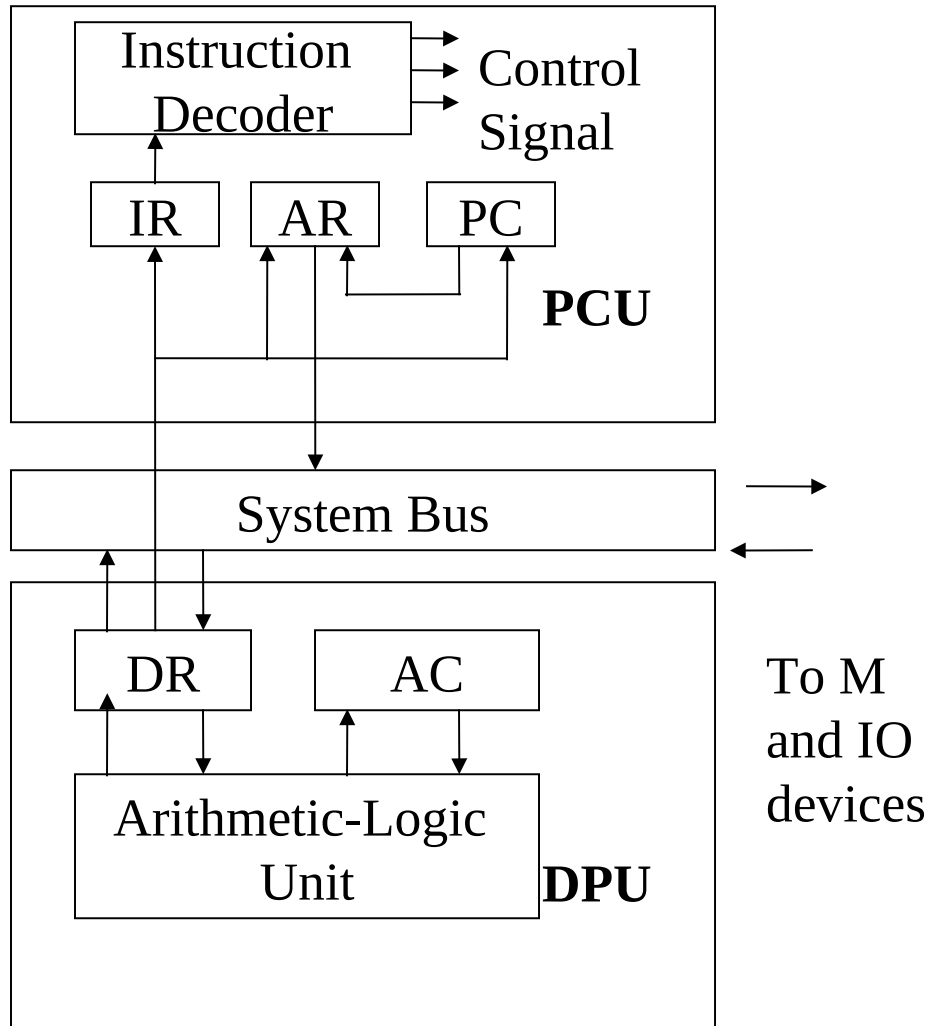 Instruction
Decoder
Control
Signal
IR
AR
PC
PCU
System Bus
DR
AC
To M
and IO
devices
Arithmetic-Logic
Unit
DPU